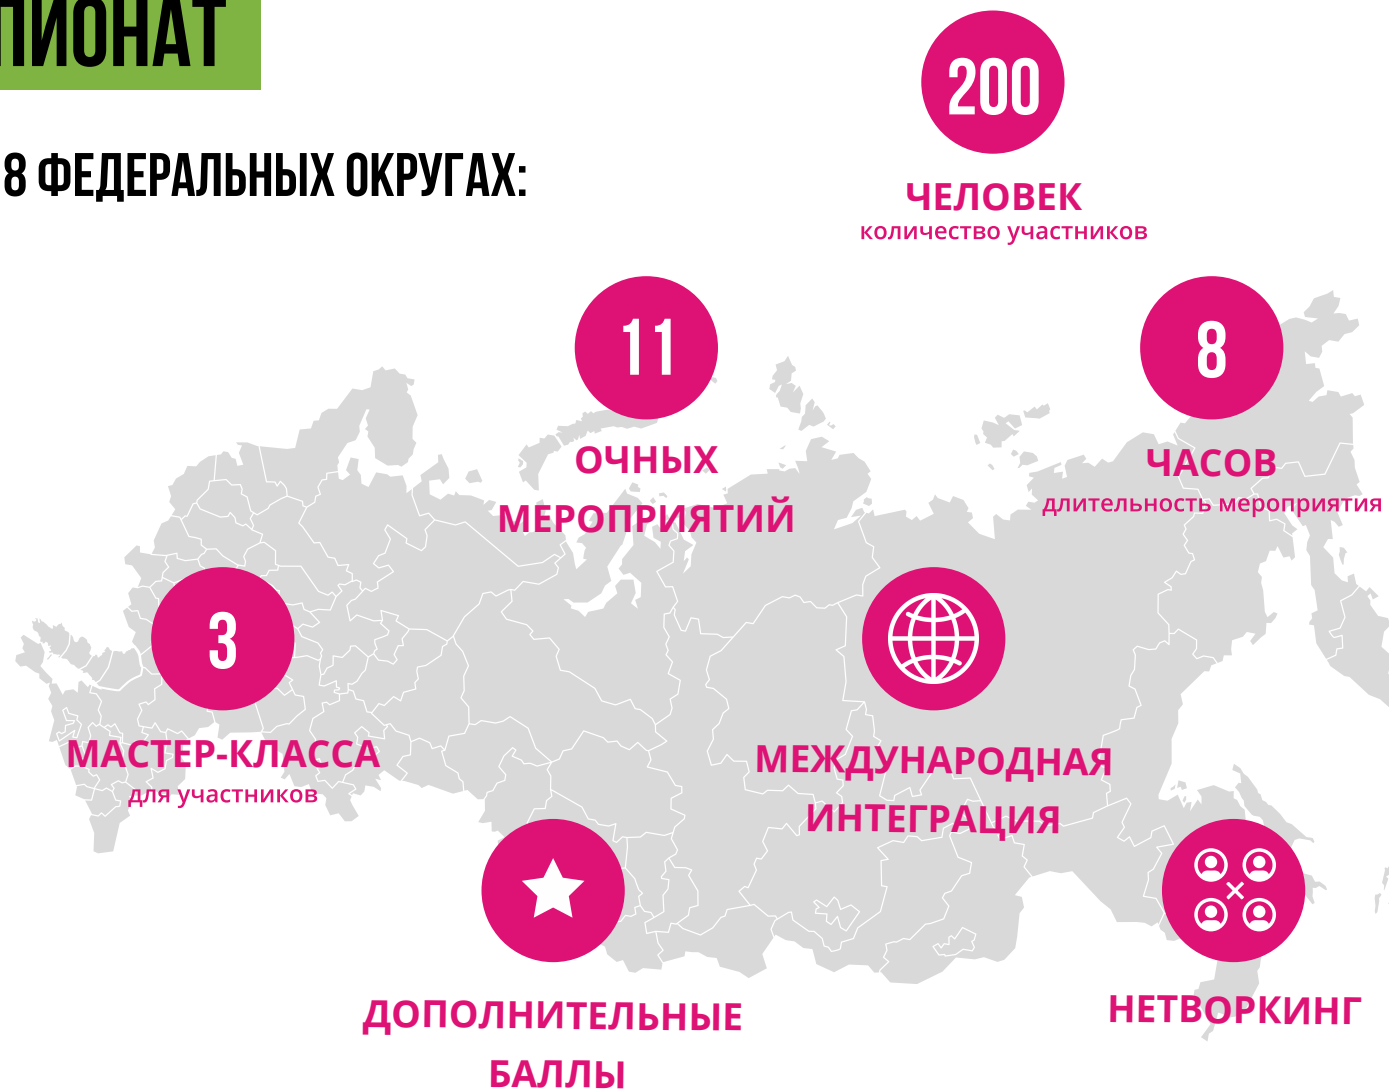 ПИОНАТ
8 ФЕДЕРАЛЬНЫХ ОКРУГАХ:
200
ЧЕЛОВЕК
количество участников
11
ОЧНЫХ
МЕРОПРИЯТИЙ
8
ЧАСОВ
длительность мероприятия
3
МАСТЕР-КЛАССА
для участников
МЕЖДУНАРОДНАЯ
ИНТЕГРАЦИЯ
ДОПОЛНИТЕЛЬНЫЕ
БАЛЛЫ
НЕТВОРКИНГ